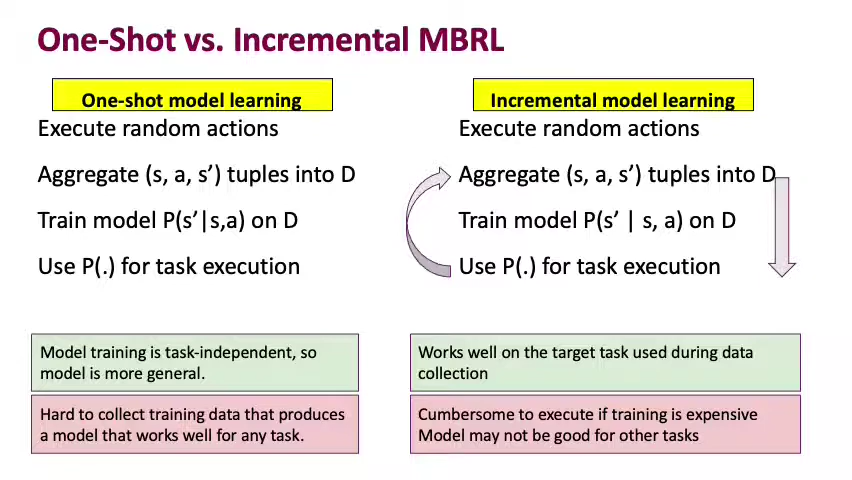 One-Shot vs. Incremental MBRL
One-shot model learning
Execute random actions
Aggregate (s, a, s’) tuples into D
Train model P(s’|s,a) on D
Use P(.) for task execution
Model training is task-independent, so
model is more general.
Hard to collect training data that produces
a model that works well for any task.
Incremental model learning
Execute random actions
Aggregate (s, a, s’) tuples into D
Train model P(s’ | s, a) on D
Use P(.) for task execution
Works well on the target task used during data
collection
Cumbersome to execute if training is expensive
Model may not be good for other tasks